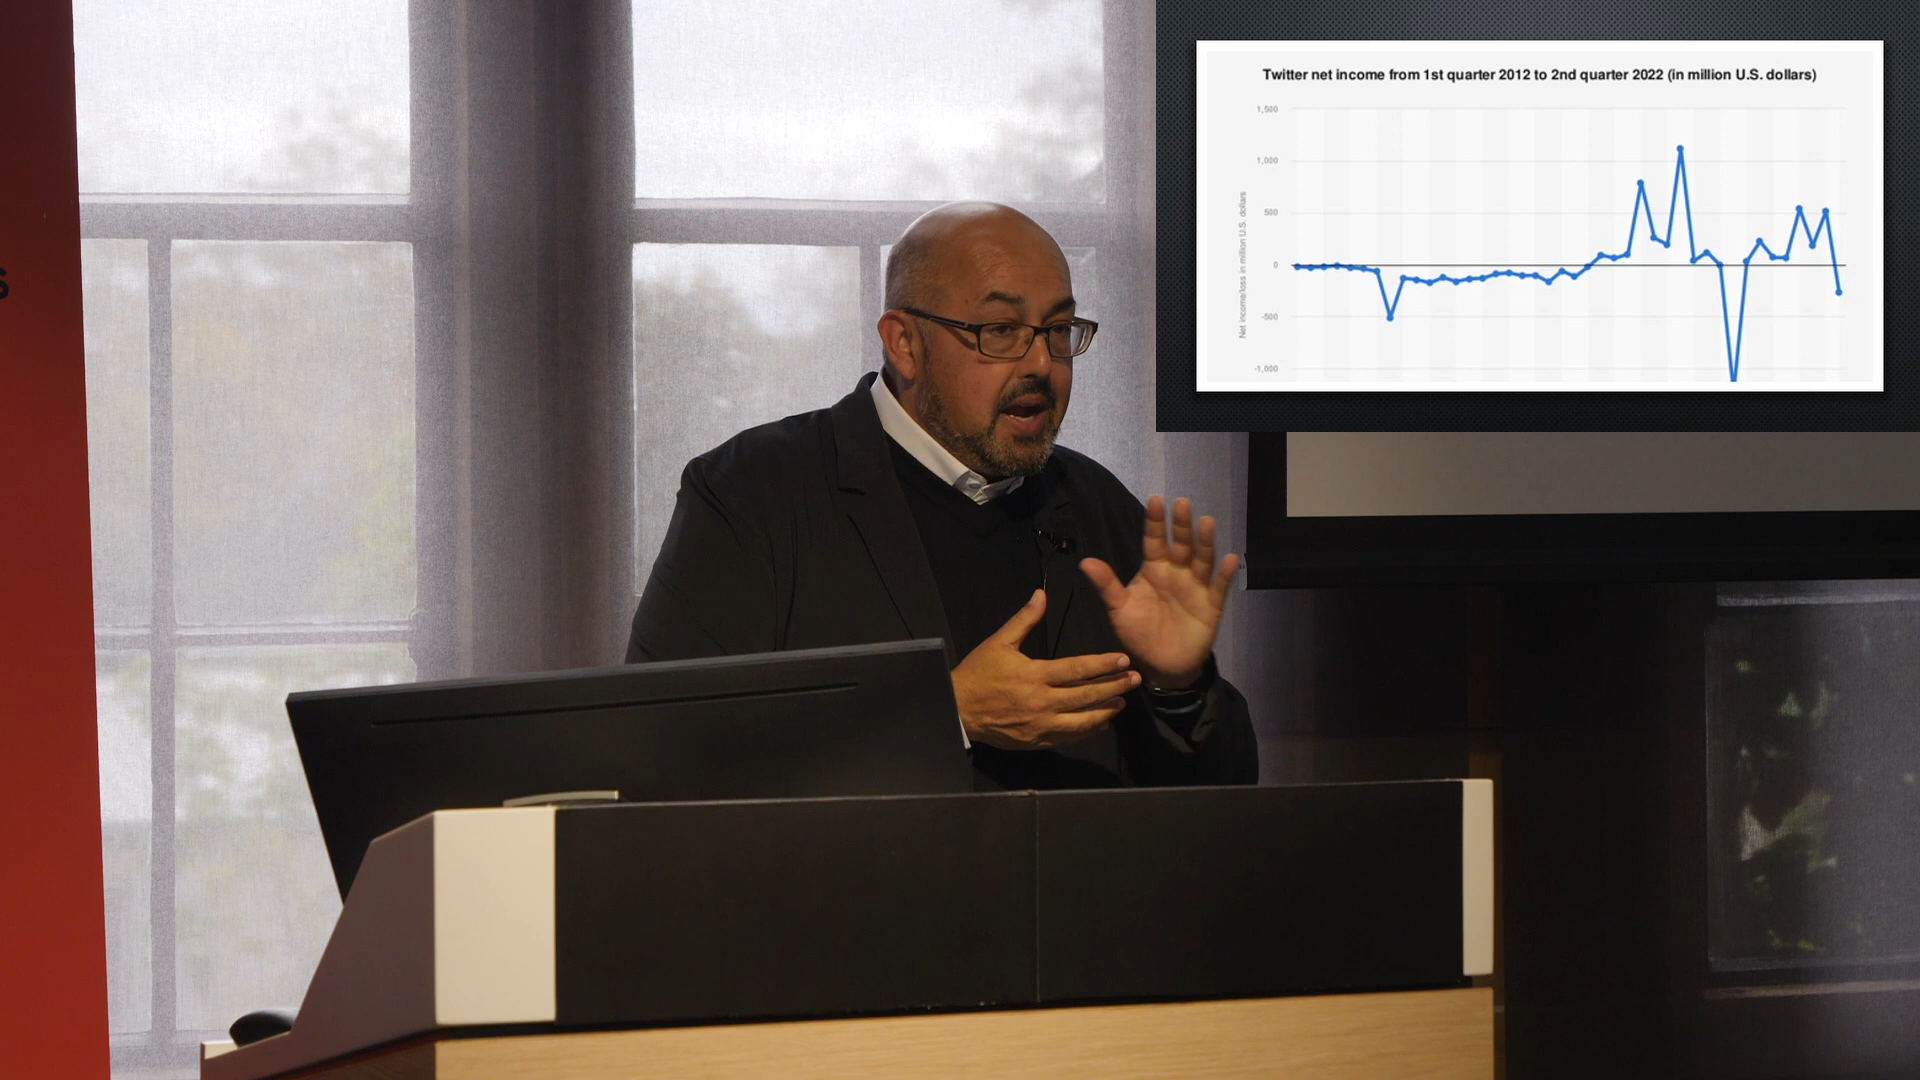 S
Twitter net income from 1st quarter 2012 to 2nd quarter 2022 (in million U.S. dollars)
Net income/loss in million U.S. dollars
1,500
1,000
500
0
-500
-1,000